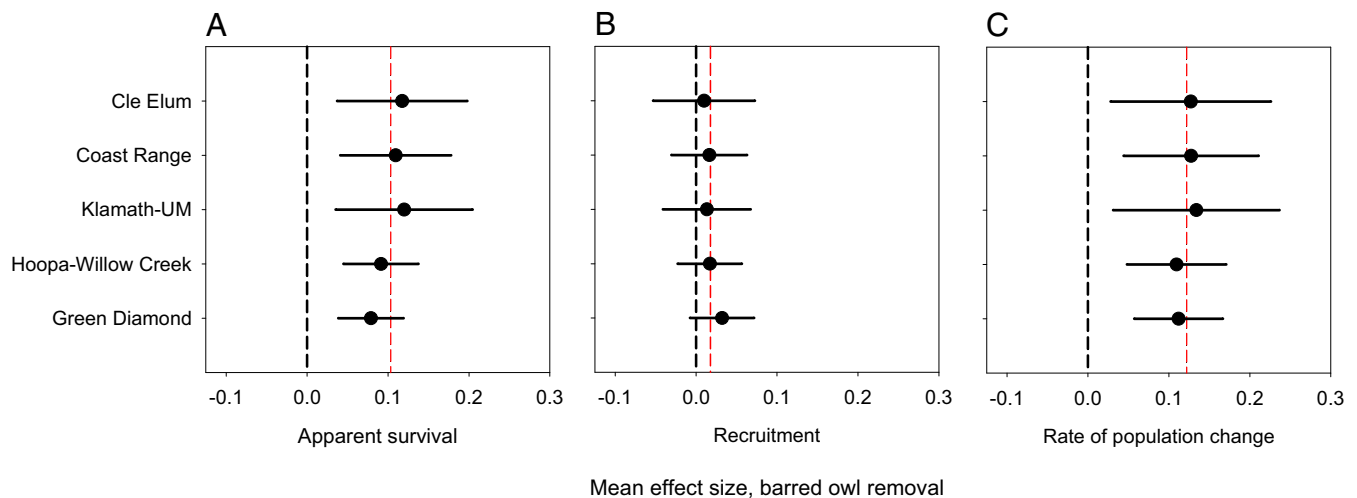 A B C
Cle Elum
Coast Range
Klamath-UM
Hoopa-Willow Creek
Green Diamond
-0.1 0.0 0.1 0.2 0.3 -0.1 0.0 0.1 0.2 0.3 -0.1 0.0 0.1 0.2 0.3
Apparent survival Recruitment Rate of population change
Mean effect size, barred owl removal